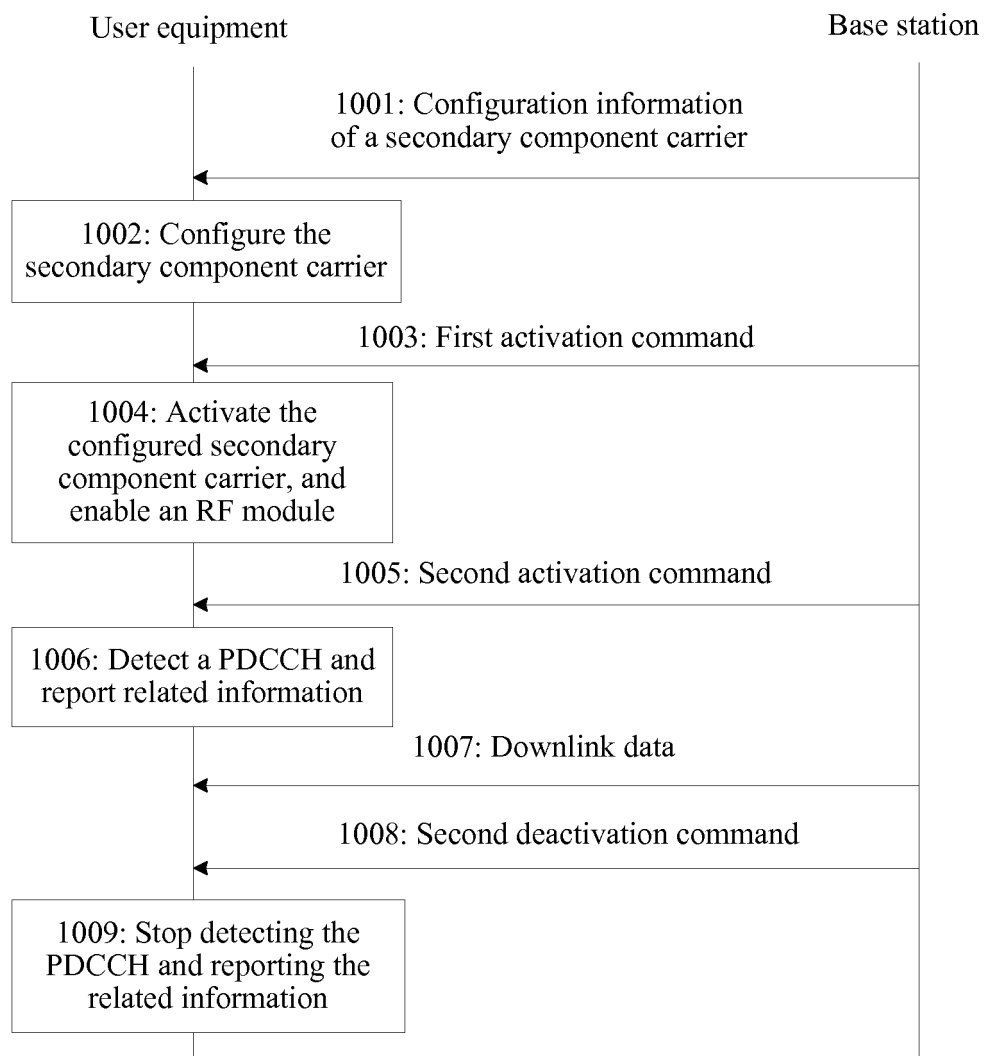 User equipment
Base station
1001: Configuration information
of a secondary component carrier
1002: Configure the
secondary component carrier
1003: First activation command
1004: Activate the
configured secondary
component carrier, and
enable an RF module
1005: Second activation command
1006: Detect a PDCCH and
report related information
1007: Downlink data
1008: Second deactivation command
1009: Stop detecting the
PDCCH and reporting the
related information